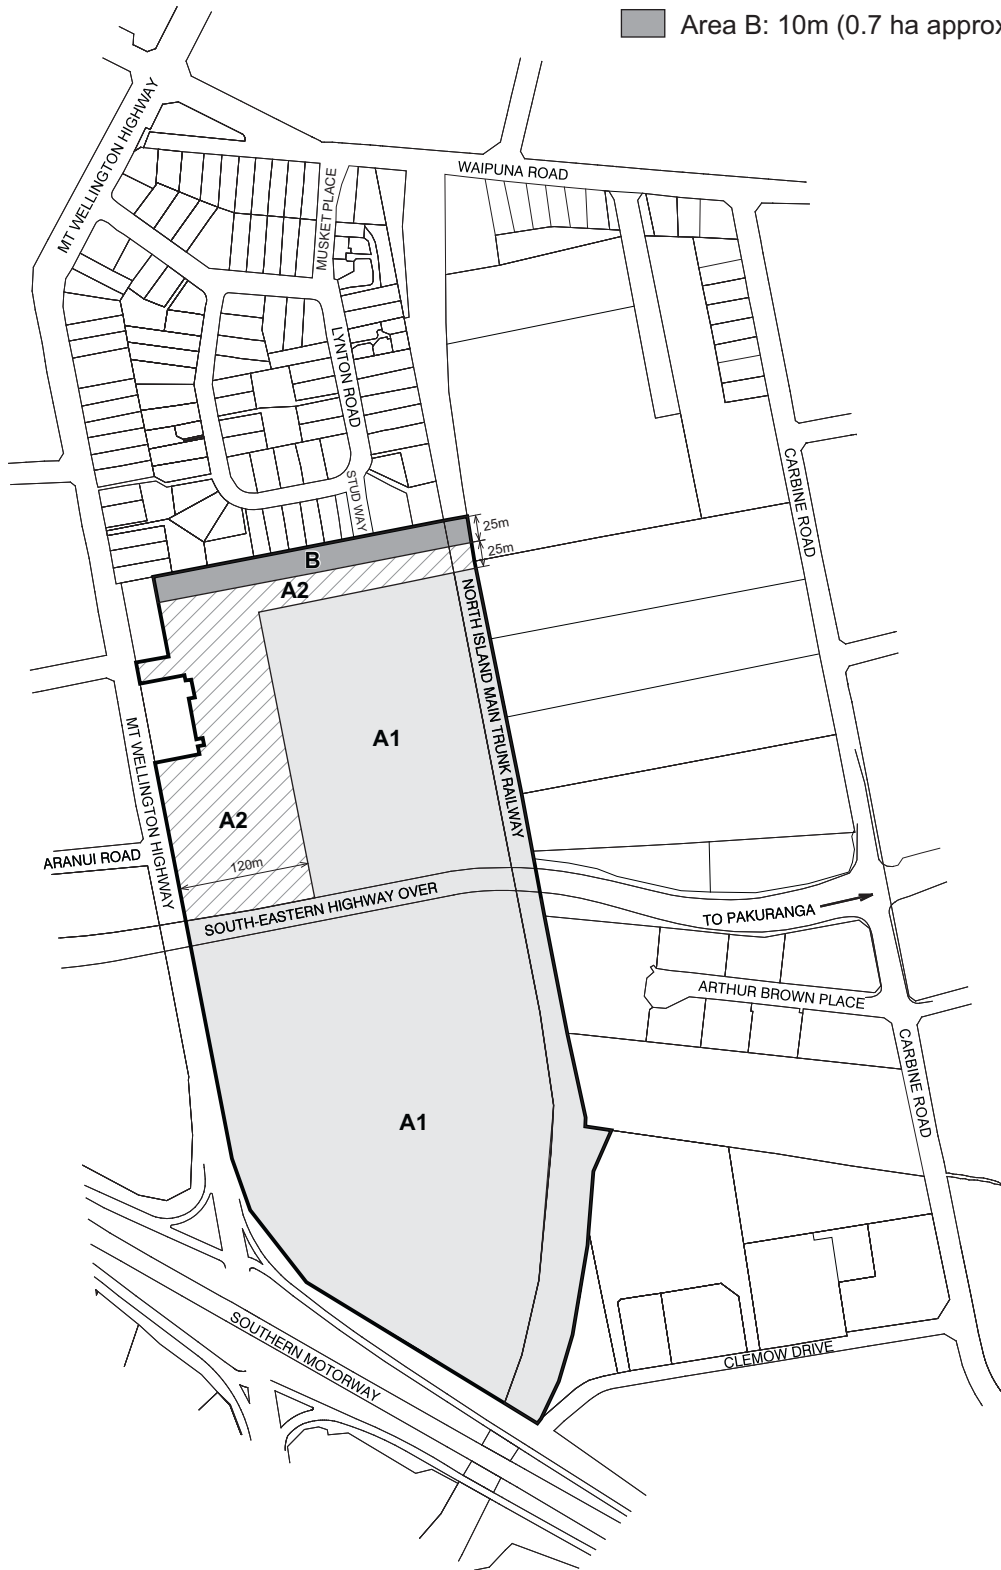 Area B: 10m (0.7 ha approx
MT WELLINGTON HIGHWAY
WAIPUNA ROAD
MUSKET PLACE
LYNTON ROAD
STUD WAY
CARBINE ROAD
25m
25m
B
A2
NORTH ISLAND MAIN TRUNK RAILWAY
A1
MT WELLINGTON HIGHWAY
A2
ARANUI ROAD
120m
SOUTH-EASTERN HIGHWAY OVER
TO PAKURANGA
ARTHUR BROWN PLACE
CARBINE ROAD
A1
SOUTHERN MOTORWAY
CLEMOW DRIVE